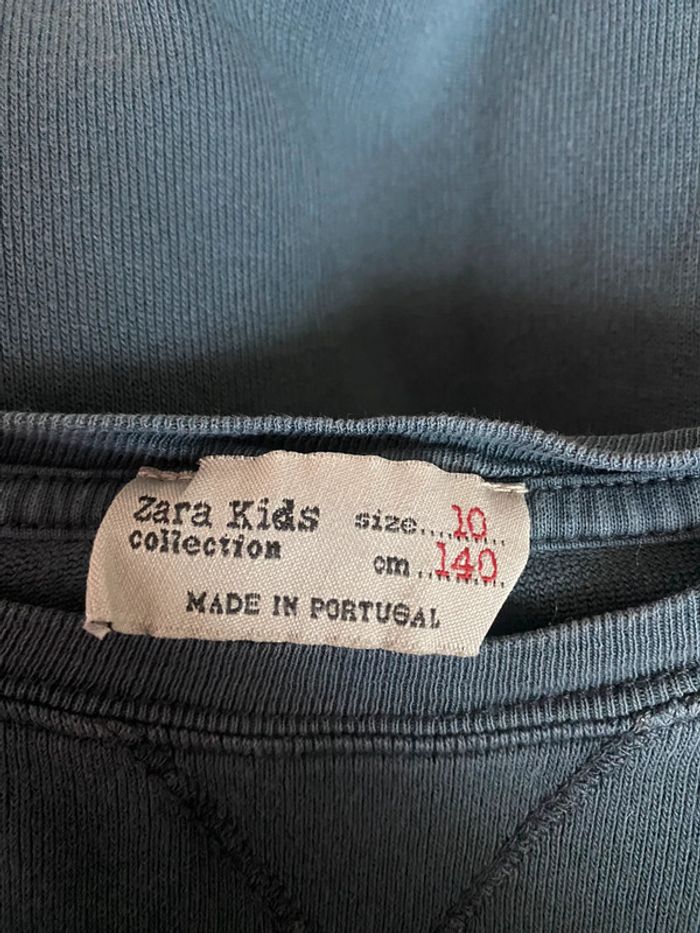 Zara Kids size....10..
collection cm..140
MADE IN PORTUGAL